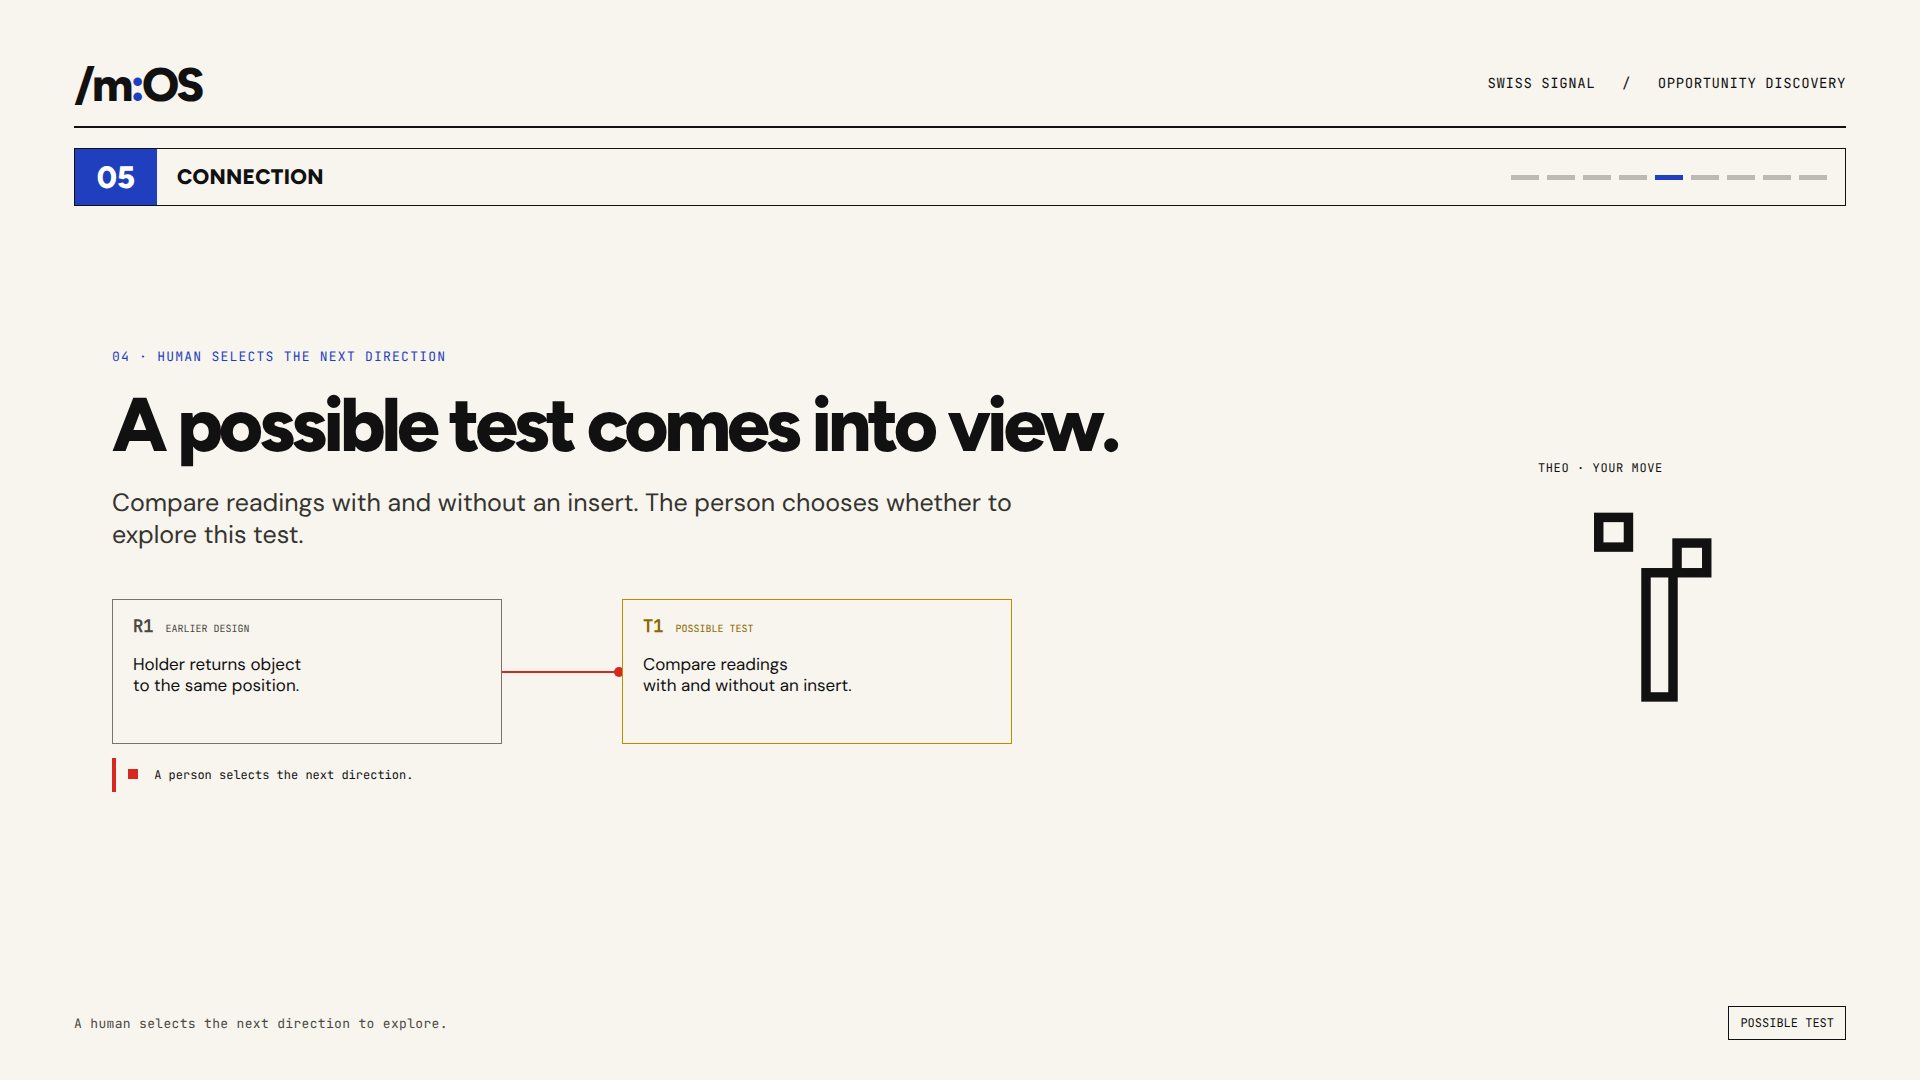 /m:OS
SWISS SIGNAL / OPPORTUNITY DISCOVERY
05 CONNECTION
04 · HUMAN SELECTS THE NEXT DIRECTION
A possible test comes into view.
Compare readings with and without an insert. The person chooses whether to
explore this test.
THEO · YOUR MOVE
R1 EARLIER DESIGN
Holder returns object
to the same position.
T1 POSSIBLE TEST
Compare readings
with and without an insert.
A person selects the next direction.
A human selects the next direction to explore.
POSSIBLE TEST